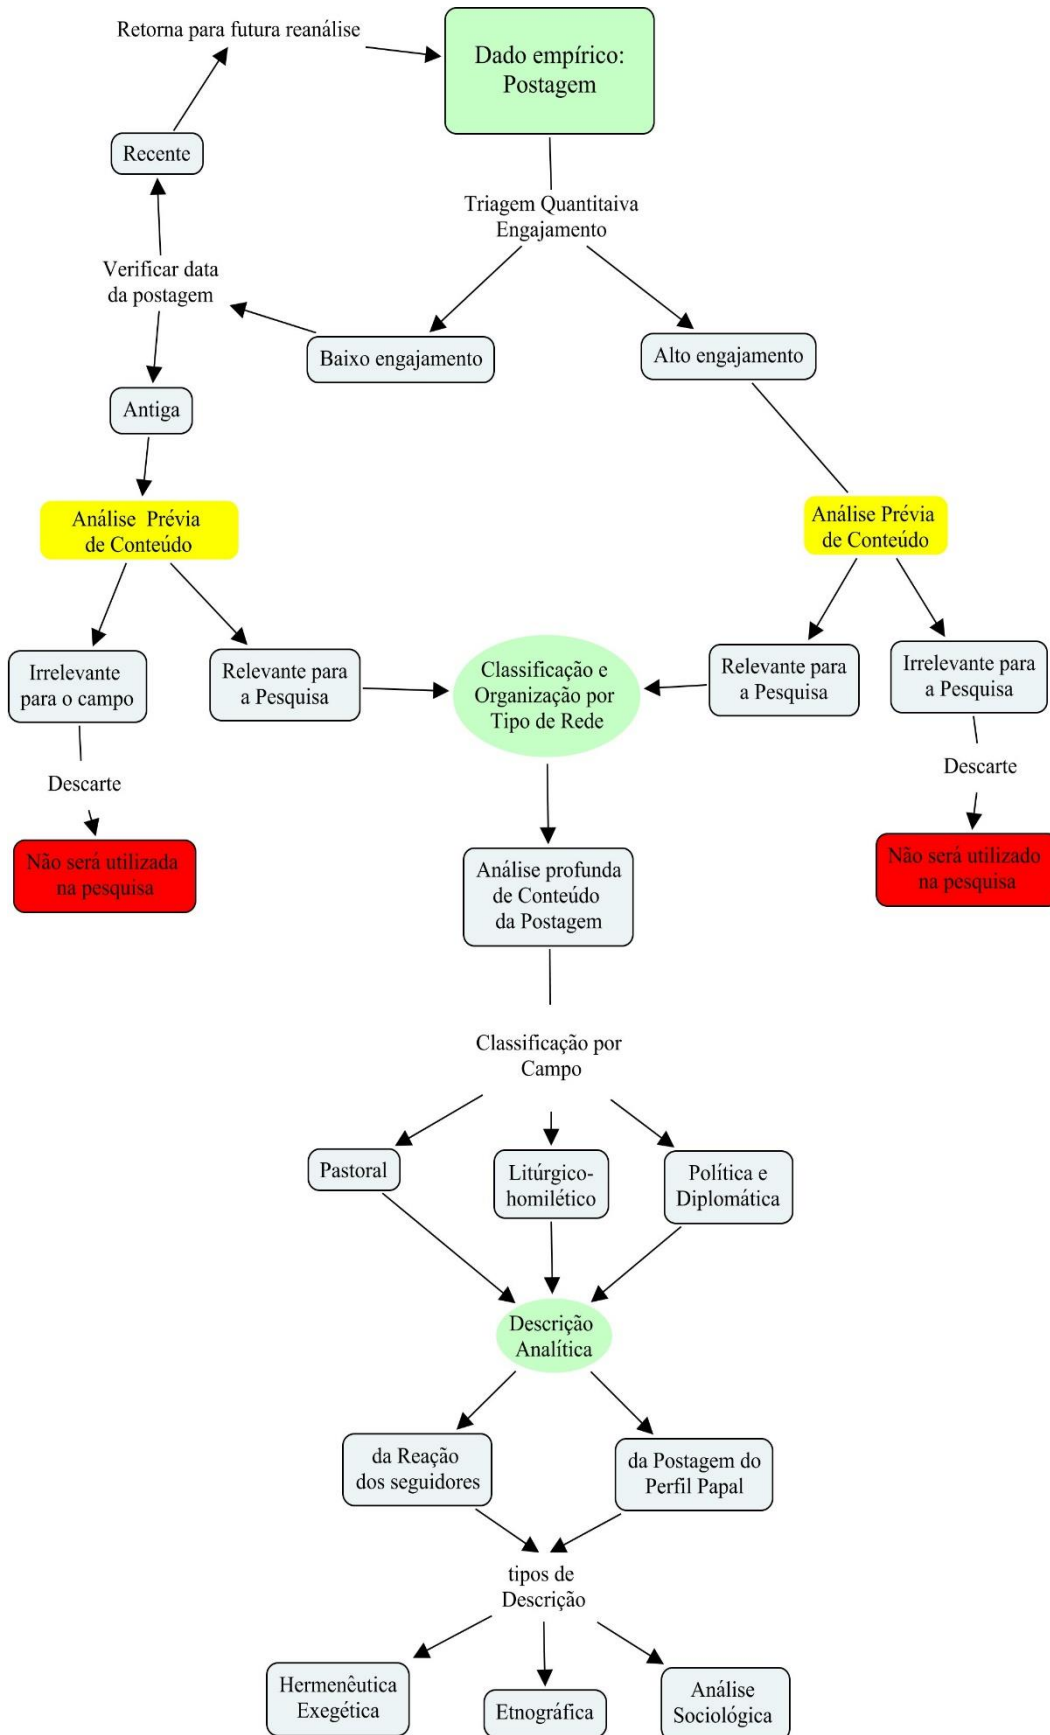 Retorna para futura reanálise
Dado empírico:
Postagem
Recente
Triagem Quantitaiva
Engajamento
Verificar data
da postagem
Baixo engajamento
Alto engajamento
Antiga
Análise Prévia
de Conteúdo
Análise Prévia
de Conteúdo
Irrelevante
para o campo
Relevante para
a Pesquisa
Classificação e
Organização por
Tipo de Rede
Relevante para
a Pesquisa
Irrelevante para
a Pesquisa
Descarte
Descarte
Não será utilizada
na pesquisa
Não será utilizado
na pesquisa
Análise profunda
de Conteúdo
da Postagem
Classificação por
Campo
Pastoral
Litúrgico-
homilético
Política e
Diplomática
Descrição
Analítica
da Reação
dos seguidores
da Postagem do
Perfil Papal
tipos de
Descrição
Hermenêutica
Exegética
Etnográfica
Análise
Sociológica